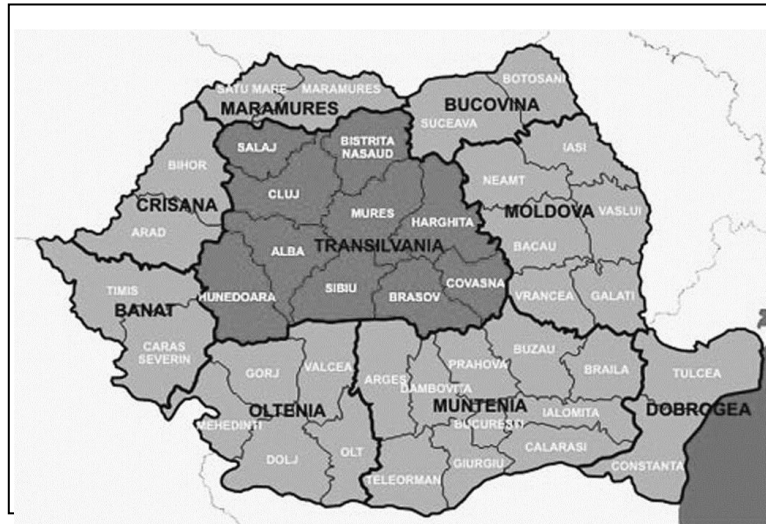 BOTOSANI
SATU MARE
MARAMURES
MARAMURES
BUCOVINA
SUCEAVA
SALAJ
BISTRITA
NASAUD
IASI
BIHOR
NEAMT
CLUJ
CRISANA
MURES
HARGHITA
MOLDOVA
VASLUI
ARAD
TRANSILVANIA
BACAU
ALBA
TIMIS
HUNEDOARA
SIBIU
BRASOV
COVASNA
VRANCEA
GALATI
BANAT
CARAS
SEVERIN
GORJ
VALCEA
ARGES
DAMBOVITA
PRAHOVA
BUZAU
BRAILA
TULCEA
OLTENIA
MUNTENIA
IALOMITA
DOBROGEA
MEHEDINTI
BUCURESTI
DOLJ
OLT
CALARASI
TELEORMAN
GIURGIU
CONSTANTA